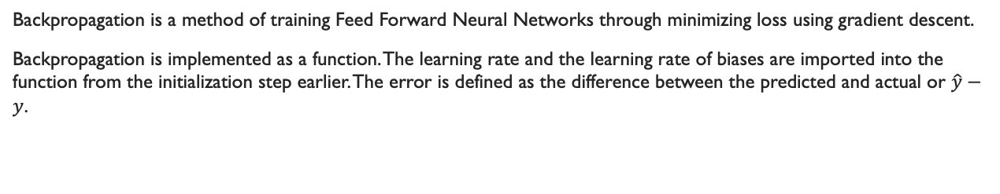 Backpropagation is a method of training Feed Forward Neural Networks through minimizing loss using gradient descent.
Backpropagation is implemented as a function. The learning rate and the learning rate of biases are imported into the
function from the initialization step earlier. The error is defined as the difference between the predicted and actual or ŷ –
y.